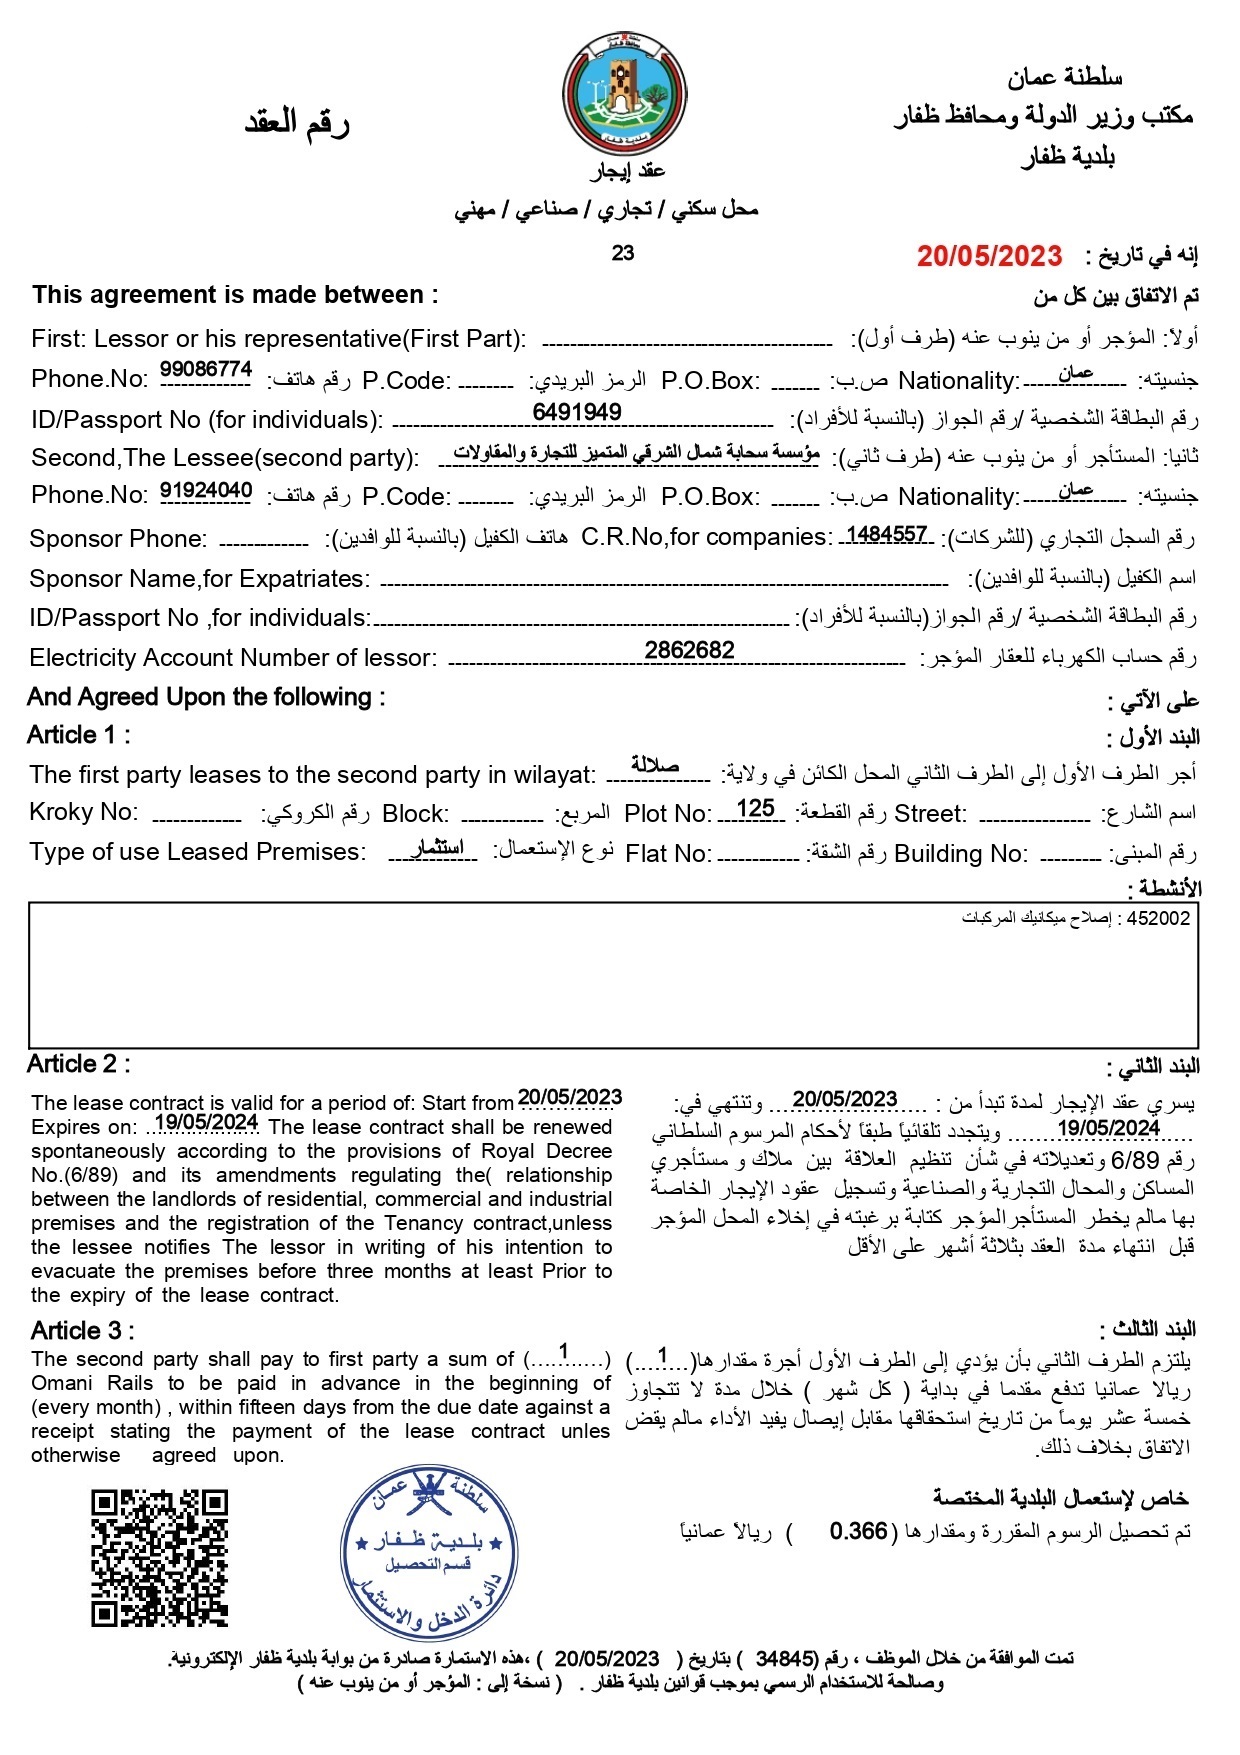 سلطنة عمان
مكتب وزير الدولة ومحافظ ظفار
بلدية ظفار
سلطنة عمان
محافظة ظفار
بلدية ظفار
رقم العقد
عقد إيجار
محل سكني / تجاري / صناعي / مهني
إنه في تاريخ : 20/05/2023
23
This agreement is made between : تم الاتفاق بين كل من
First: Lessor or his representative(First Part): أولاً: المؤجر أو من ينوب عنه (طرف أول):
Phone.No: 99086774 رقم هاتف: P.Code: الرمز البريدي: P.O.Box: ص.ب: Nationality: عمان جنسيته:
ID/Passport No (for individuals): 6491949 رقم البطاقة الشخصية /رقم الجواز (بالنسبة للأفراد):
Second,The Lessee(second party): مؤسسة سحابة شمال الشرقي المتميز للتجارة والمقاولات ثانيا: المستأجر أو من ينوب عنه (طرف ثاني):
Phone.No: 91924040 رقم هاتف: P.Code: الرمز البريدي: P.O.Box: ص.ب: Nationality: عمان جنسيته:
Sponsor Phone: هاتف الكفيل (بالنسبة للوافدين): C.R.No,for companies: 1484557 رقم السجل التجاري (للشركات):
Sponsor Name,for Expatriates: اسم الكفيل (بالنسبة للوافدين):
ID/Passport No ,for individuals: رقم البطاقة الشخصية /رقم الجواز(بالنسبة للأفراد):
Electricity Account Number of lessor: 2862682 رقم حساب الكهرباء للعقار المؤجر:
And Agreed Upon the following : على الآتي :
Article 1 : البند الأول :
The first party leases to the second party in wilayat: صلالة أجر الطرف الأول إلى الطرف الثاني المحل الكائن في ولاية:
Kroky No: رقم الكروكي: Block: المربع: Plot No: 125 رقم القطعة: Street: اسم الشارع:
Type of use Leased Premises: استثمار نوع الإستعمال: Flat No: رقم الشقة: Building No: رقم المبنى:
الأنشطة :
452002 : إصلاح ميكانيك المركبات
Article 2 :
The lease contract is valid for a period of: Start from 20/05/2023
Expires on: 19/05/2024 The lease contract shall be renewed
spontaneously according to the provisions of Royal Decree
No.(6/89) and its amendments regulating the( relationship
between the landlords of residential, commercial and industrial
premises and the registration of the Tenancy contract,unless
the lessee notifies The lessor in writing of his intention to
evacuate the premises before three months at least Prior to
the expiry of the lease contract.
البند الثاني :
يسري عقد الإيجار لمدة تبدأ من : 20/05/2023 وتنتهي في:
19/05/2024 ويتجدد تلقائياً طبقاً لأحكام المرسوم السلطاني
رقم 6/89 وتعديلاته في شأن تنظيم العلاقة بين ملاك و مستأجري
المساكن والمحال التجارية والصناعية وتسجيل عقود الإيجار الخاصة
بها مالم يخطر المستأجرالمؤجر كتابة برغبته في إخلاء المحل المؤجر
قبل انتهاء مدة العقد بثلاثة أشهر على الأقل
Article 3 :
The second party shall pay to first party a sum of (....1....)
Omani Rails to be paid in advance in the beginning of
(every month) , within fifteen days from the due date against a
receipt stating the payment of the lease contract unles
otherwise agreed upon.
البند الثالث :
يلتزم الطرف الثاني بأن يؤدي إلى الطرف الأول أجرة مقدارها(....1....)
ريالا عمانيا تدفع مقدما في بداية ( كل شهر ) خلال مدة لا تتجاوز
خمسة عشر يوماً من تاريخ استحقاقها مقابل إيصال يفيد الأداء مالم يقض
الاتفاق بخلاف ذلك.
خاص لإستعمال البلدية المختصة
تم تحصيل الرسوم المقررة ومقدارها ( 0.366 ) ريالاً عمانياً
سلطنة عمان
بلدية ظفار
قسم التحصيل
دائرة الدخل والاستثمار
تمت الموافقة من خلال الموظف ، رقم (34845 ) بتاريخ ( 20/05/2023 ) ،هذه الاستمارة صادرة من بوابة بلدية ظفار الإلكترونية.
وصالحة للاستخدام الرسمي بموجب قوانين بلدية ظفار . ( نسخة إلى : المؤجر أو من ينوب عنه )